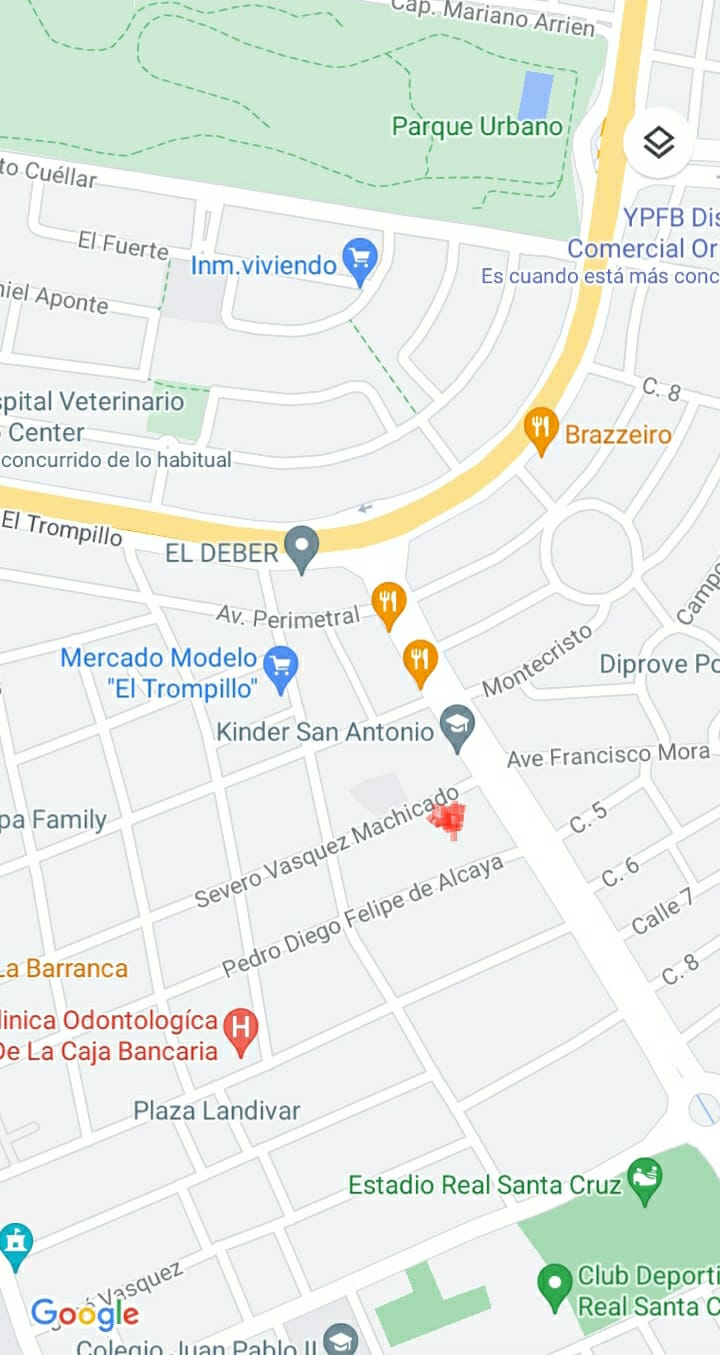 Cap. Mariano Arrien
Parque Urbano
to Cuéllar
YPFB Dis
Comercial Or
Es cuando está más conc
El Fuerte
Inm.viviendo
niel Aponte
C. 8
spital Veterinario
Center
concurrido de lo habitual
Brazzeiro
El Trompillo
EL DEBER
Av. Perimetral
Campo
Montecristo
Mercado Modelo
"El Trompillo"
Diprove Po
Kinder San Antonio
Ave Francisco Mora
pa Family
Severo Vasquez Machicado
C. 5
Pedro Diego Felipe de Alcaya
C. 6
Calle 7
La Barranca
C. 8
linica Odontologíca
De La Caja Bancaria
H
Plaza Landivar
Estadio Real Santa Cruz
Club Deporti
Real Santa C
Vasquez
Google
Colegio Juan Pablo II